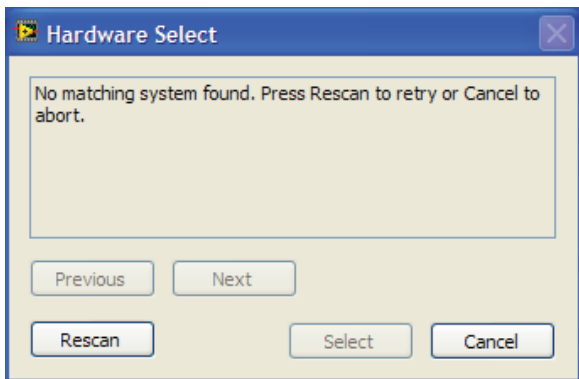 Hardware Select
No matching system found. Press Rescan to retry or Cancel to
abort.
Previous Next
Rescan Select Cancel